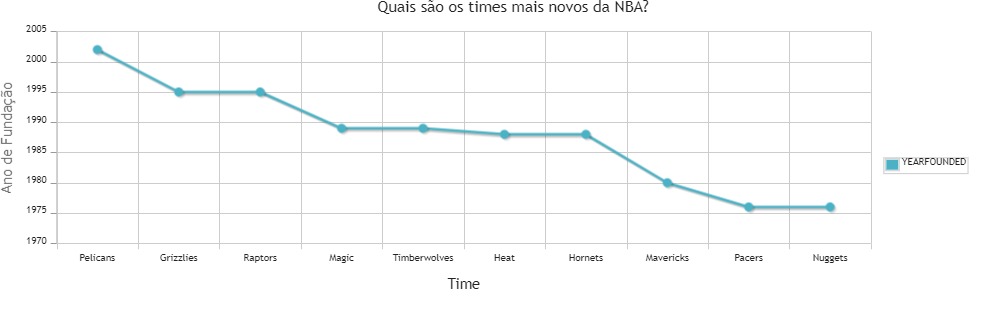 Quais são os times mais novos da NBA?
Ano de Fundação
2005
2000
1995
1990
1985
1980
1975
1970
Pelicans Grizzlies Raptors Magic Timberwolves Heat Hornets Mavericks Pacers Nuggets
Time
YEARFOUNDED